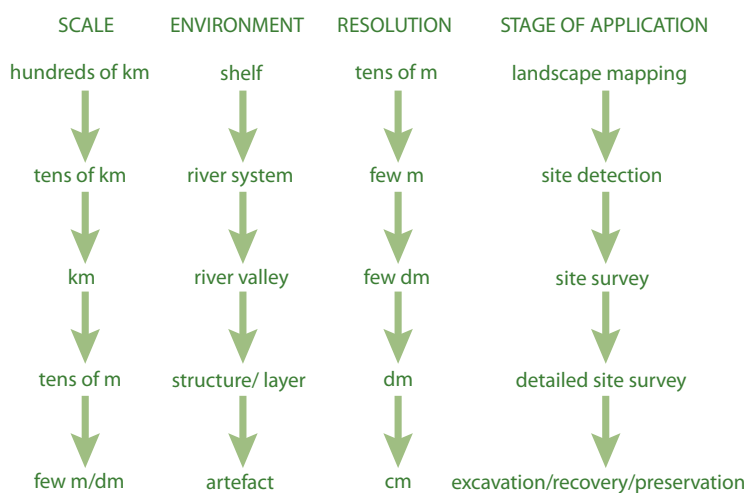 SCALE ENVIRONMENT RESOLUTION STAGE OF APPLICATION
hundreds of km shelf tens of m landscape mapping
tens of km river system few m site detection
km river valley few dm site survey
tens of m structure/ layer dm detailed site survey
few m/dm artefact cm excavation/recovery/preservation